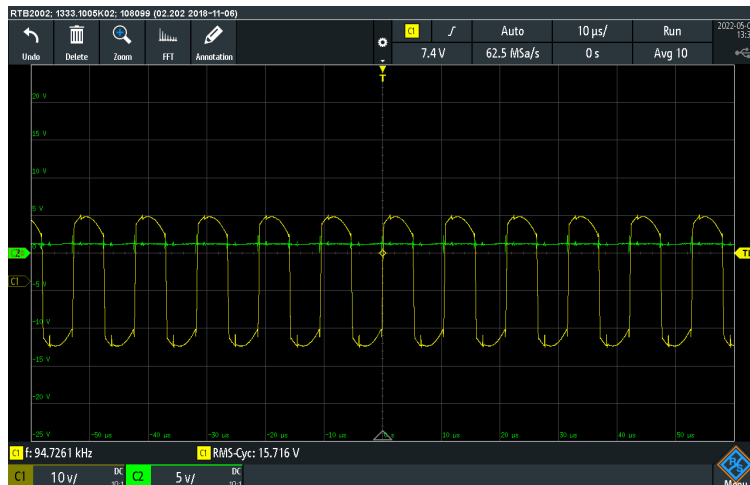 RTB2002; 1333.1005K02; 108099 (02.202 2018-11-06)
Undo Delete Zoom FFT Annotation
C1 Auto 10 µs/ Run
7.4 V 62.5 MSa/s 0 s Avg 10
T
20 V
15 V
10 V
5 V
2
C1
-5 V
-10 V
-15 V
-20 V
-25 V -50 µs -40 µs -30 µs -20 µs -10 µs 10 µs 20 µs 30 µs 40 µs 50 µs
C1 f: 94.7261 kHz C1 RMS-Cyc: 15.716 V
C1 10 V/ DC 10:1 C2 5 V/ DC 10:1
Menu